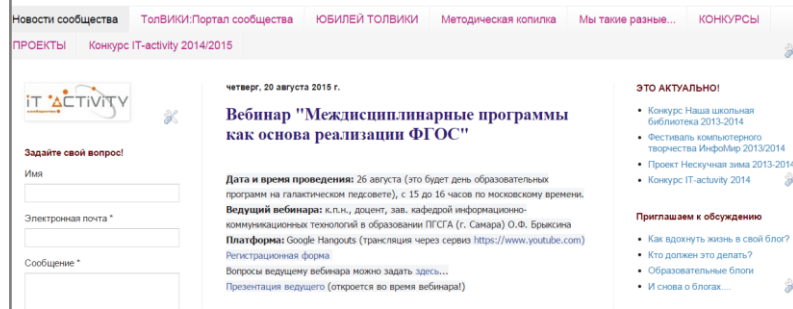 Новости сообщества ТолВИКИ:Портал сообщества ЮБИЛЕЙ ТОЛВИКИ Методическая копилка Мы такие разные... КОНКУРСЫ
ПРОЕКТЫ Конкурс IT-activity 2014/2015
iT ACTiViTY
Задайте свой вопрос!
Имя
Электронная почта *
Сообщение *
четверг, 20 августа 2015 г.
Вебинар "Междисциплинарные программы
как основа реализации ФГОС"
Дата и время проведения: 26 августа (это будет день образовательных
программ на галактическом педсовете), с 15 до 16 часов по московскому времени.
Ведущий вебинара: к.п.н., доцент, зав. кафедрой информационно-
коммуникационных технологий в образовании ПГСГА (г. Самара) О.Ф. Брыксина
Платформа: Google Hangouts (трансляция через сервис https://www.youtube.com)
Регистрационная форма
Вопросы ведущему вебинара можно задать здесь...
Презентация ведущего (откроется во время вебинара!)
ЭТО АКТУАЛЬНО!
Конкурс Наша школьная
библиотека 2013-2014
Фестиваль компьютерного
творчества ИнфоМир 2013/2014
Проект Нескучная зима 2013-2014
Конкурс IT-actuvity 2014
Приглашаем к обсуждению
Как вдохнуть жизнь в свой блог?
Кто должен это делать?
Образовательные блоги
И снова о блогах....